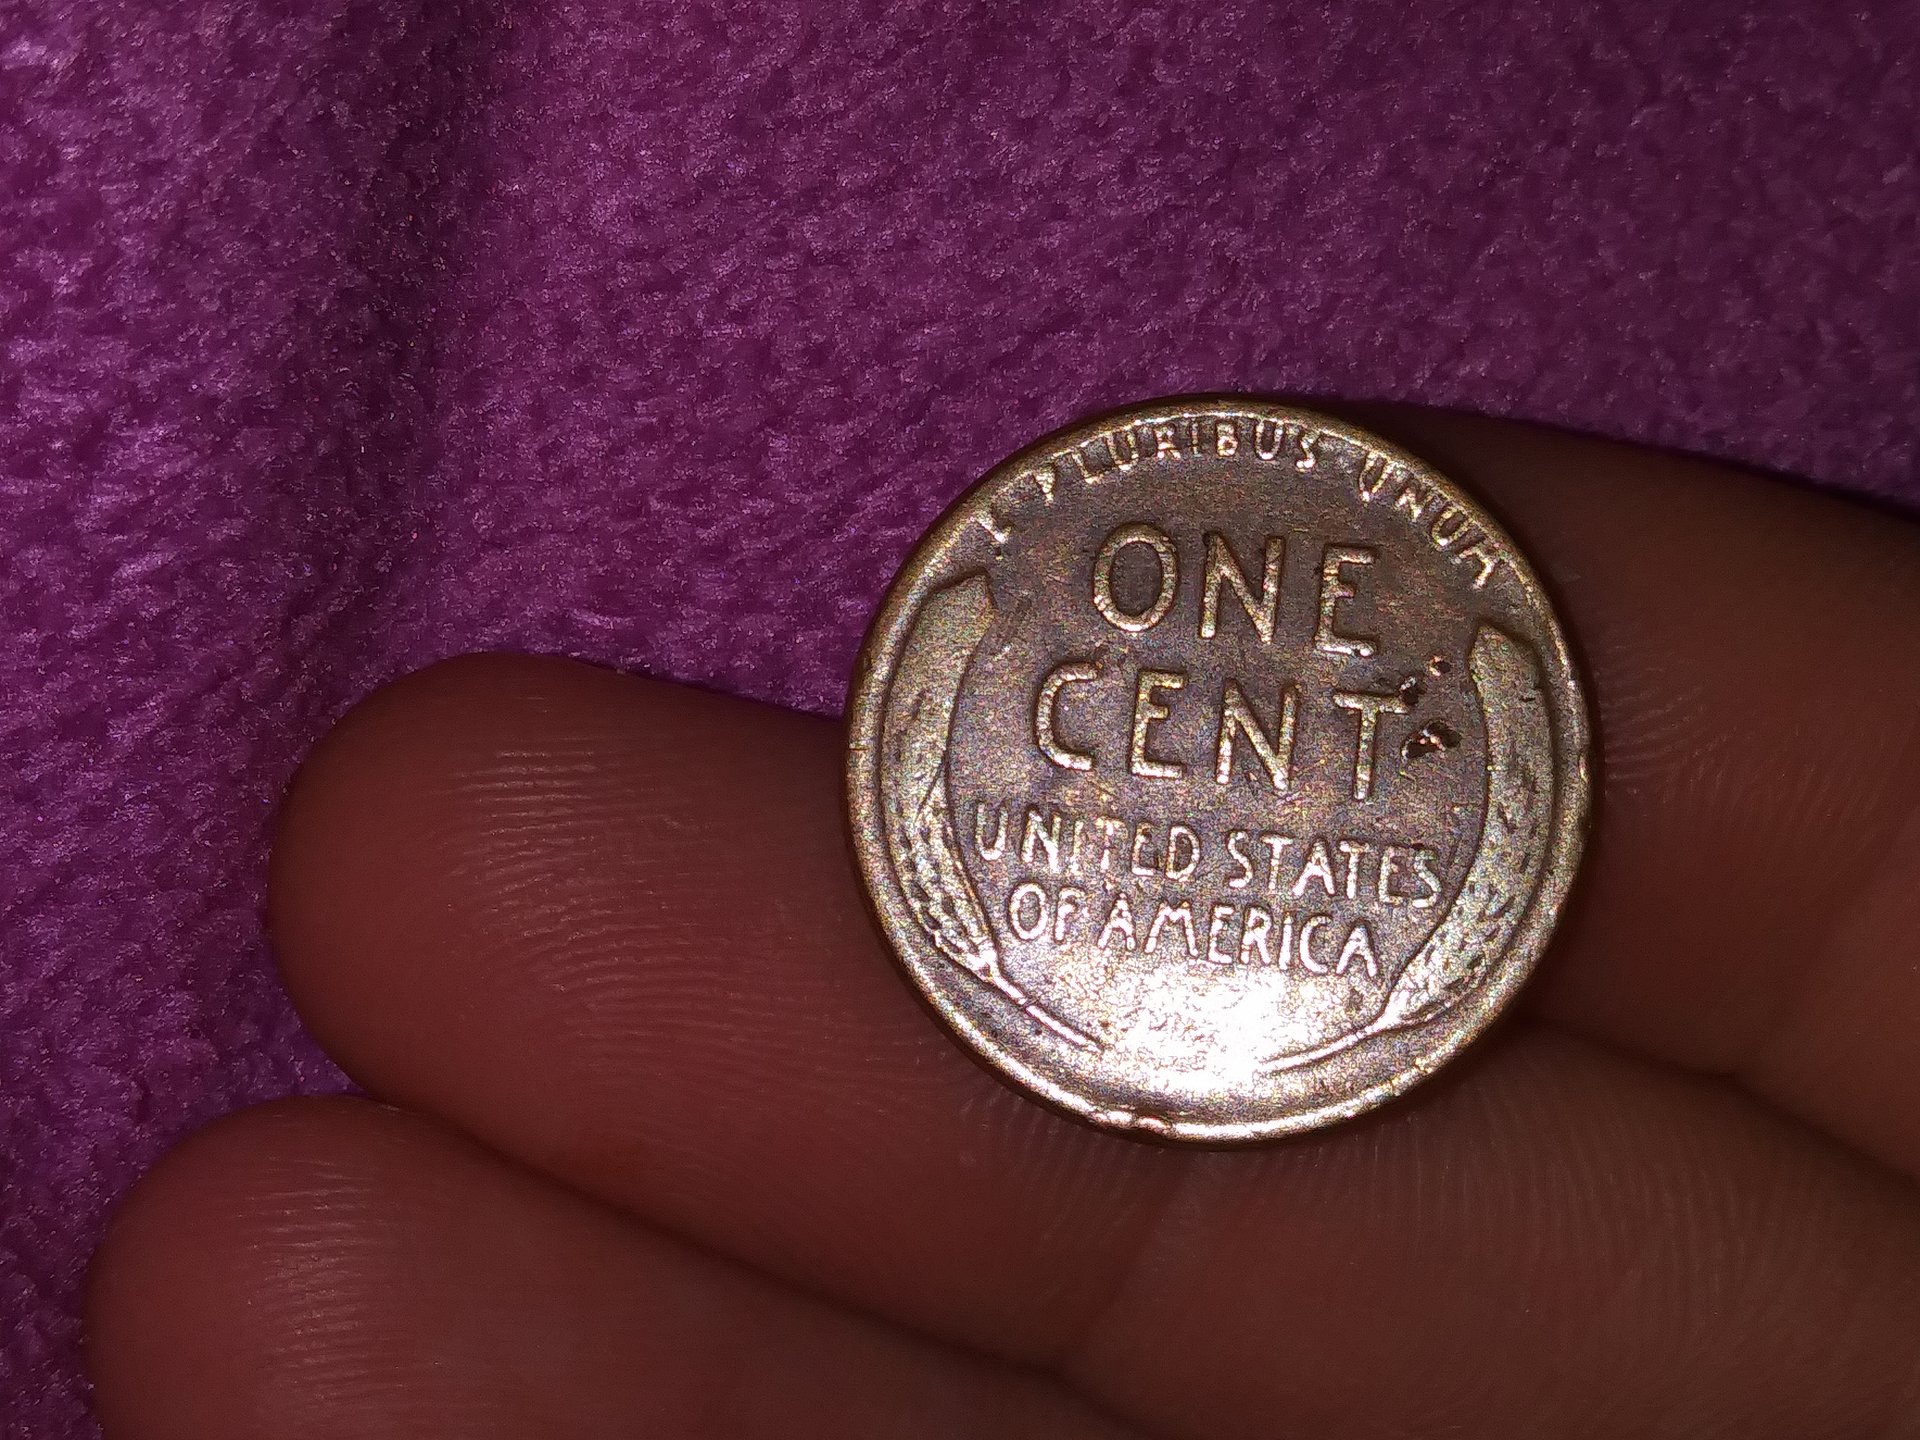 E PLURIBUS UNUM
ONE
CENT
UNITED STATES
OF AMERICA